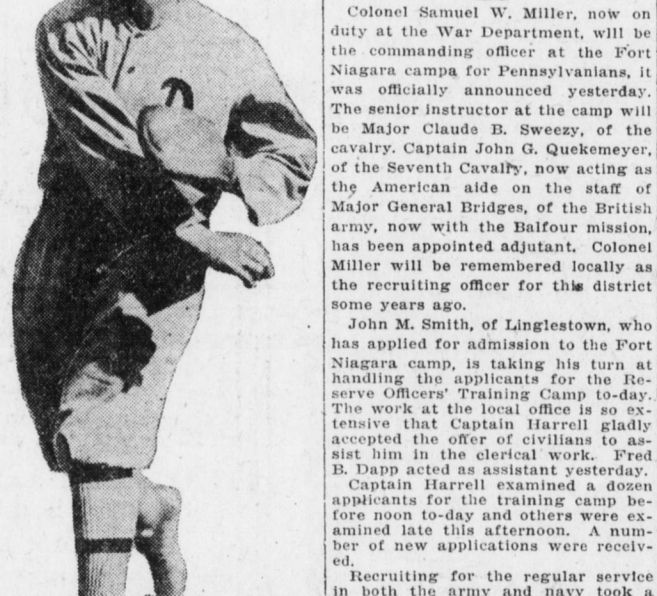 Colonel Samuel W. Miller, now on
duty at the War Department, will be
the commanding officer at the Fort
Niagara campa for Pennsylvanians, it
was officially announced yesterday.
The senior instructor at the camp will
be Major Claude B. Sweezy, of the
cavalry. Captain John G. Quekemeyer,
of the Seventh Cavalry, now acting as
the American aide on the staff of
Major General Bridges, of the British
army, now with the Balfour mission,
has been appointed adjutant. Colonel
Miller will be remembered locally as
the recruiting officer for this district
some years ago.
John M. Smith, of Linglestown, who
has applied for admission to the Fort
Niagara camp, is taking his turn at
handling the applicants for the Re-
serve Officers' Training Camp to-day.
The work at the local office is so ex-
tensive that Captain Harrell gladly
accepted the offer of civilians to as-
sist him in the clerical work. Fred
B. Dapp acted as assistant yesterday.
Captain Harrell examined a dozen
applicants for the training camp be-
fore noon to-day and others were ex-
amined late this afternoon. A num-
ber of new applications were receiv-
ed.
Recruiting for the regular service
in both the army and navy took a